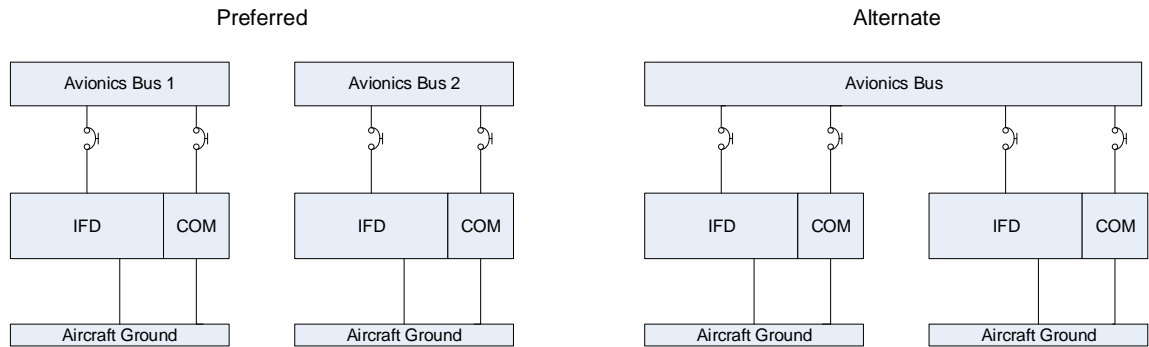 Preferred
Alternate
Avionics Bus 1
Avionics Bus 2
Avionics Bus
IFD
COM
IFD
COM
IFD
COM
IFD
COM
Aircraft Ground
Aircraft Ground
Aircraft Ground
Aircraft Ground